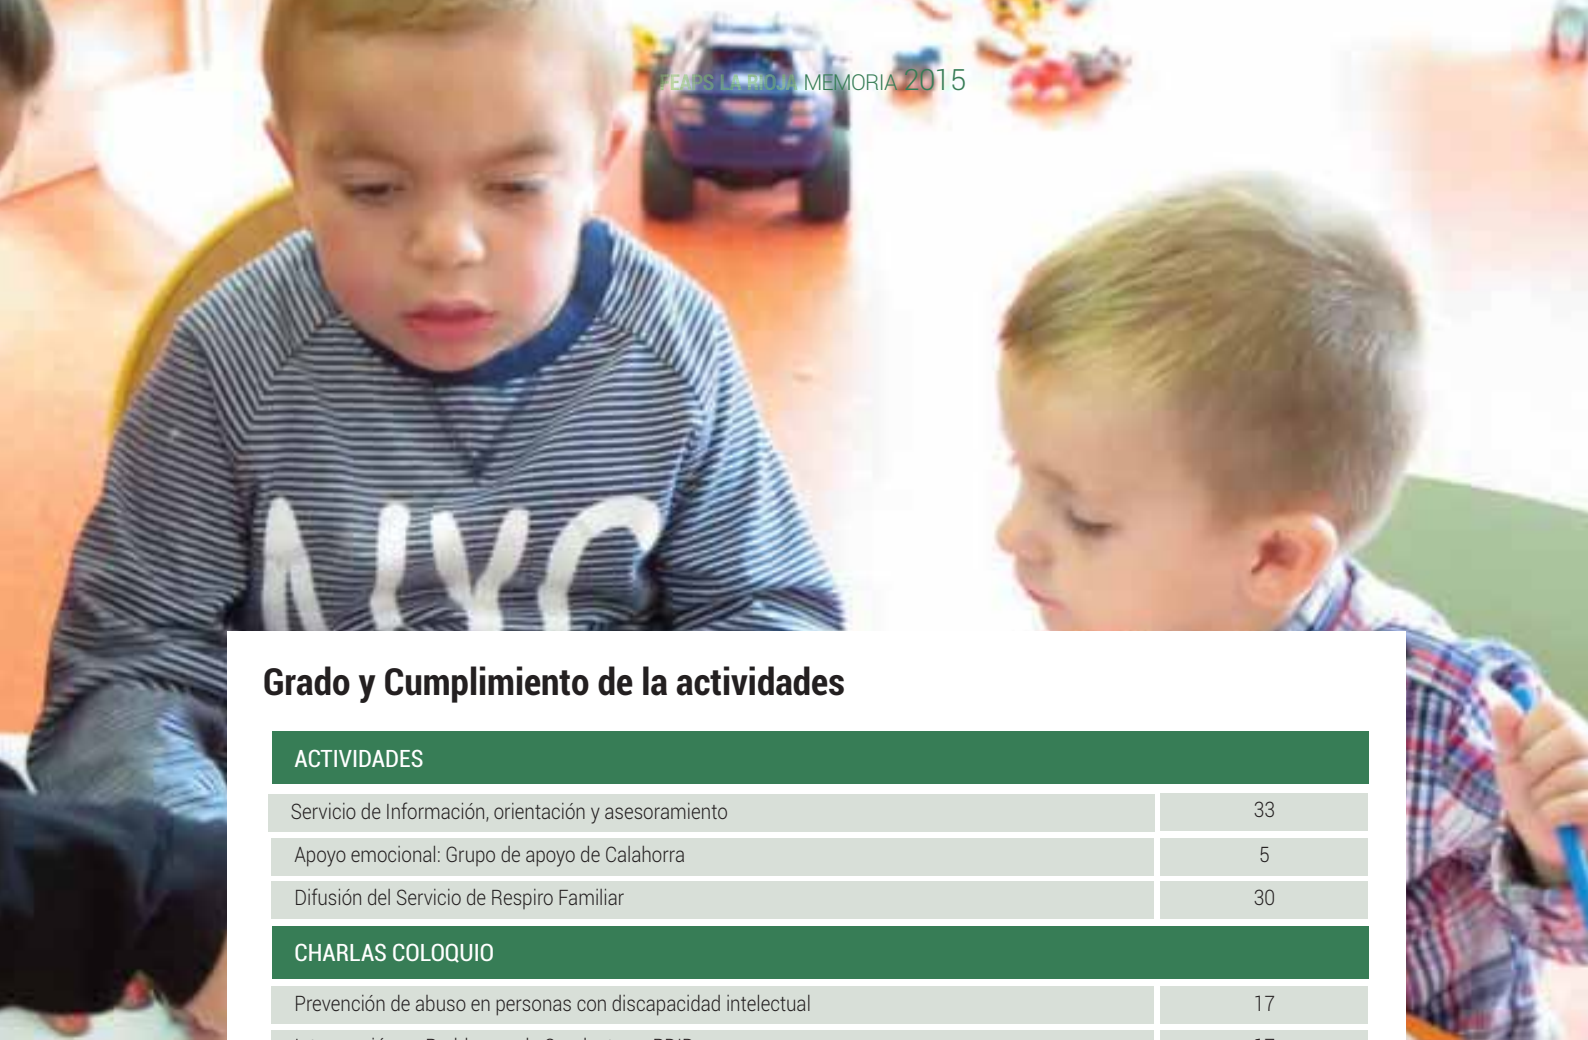 FEAPS LA RIOJA MEMORIA 2015
NYC
Grado y Cumplimiento de la actividades
ACTIVIDADES
Servicio de Información, orientación y asesoramiento 33
Apoyo emocional: Grupo de apoyo de Calahorra 5
Difusión del Servicio de Respiro Familiar 30
CHARLAS COLOQUIO
Prevención de abuso en personas con discapacidad intelectual 17